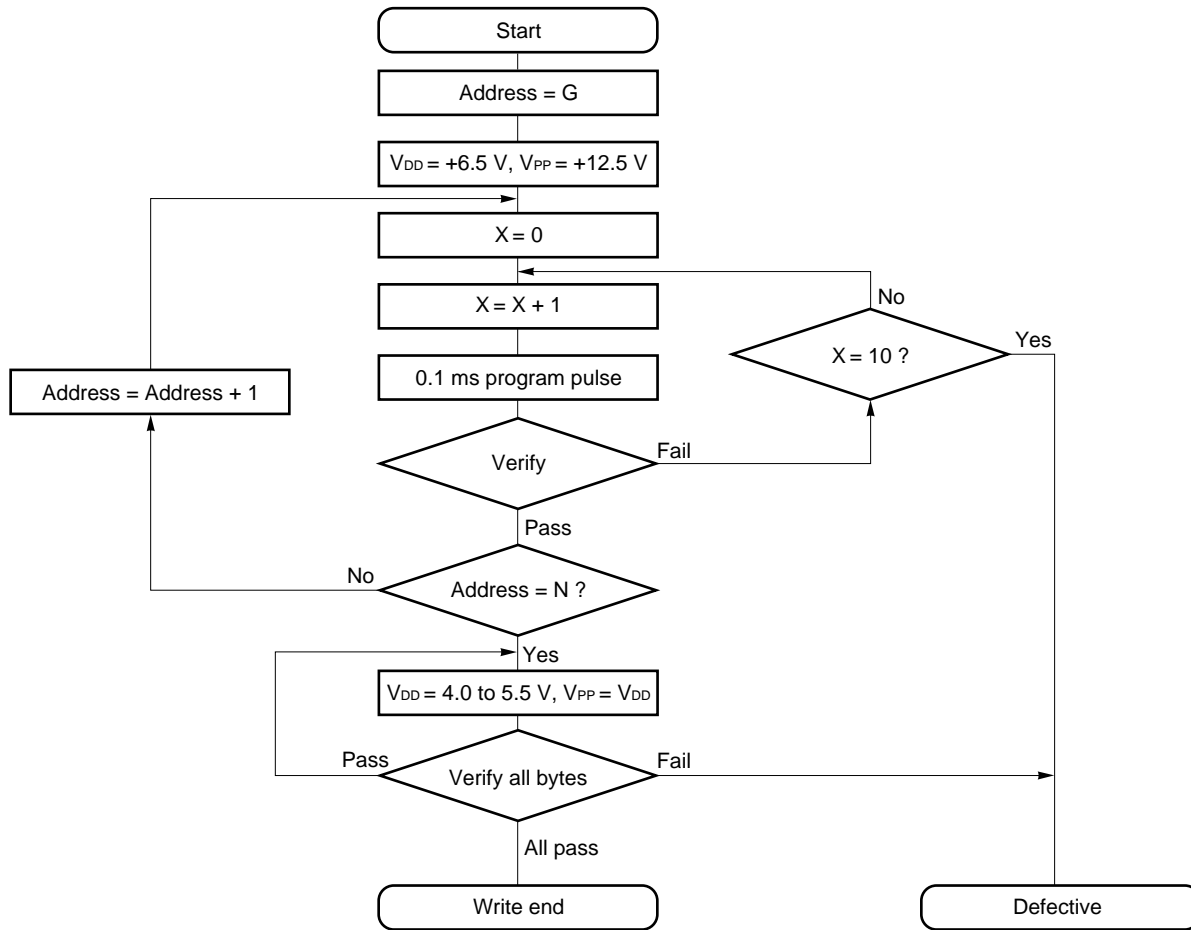 Start
Address = G
VDD = +6.5 V, VPP = +12.5 V
X = 0
X = X + 1
No
Yes
X = 10 ?
0.1 ms program pulse
Address = Address + 1
Verify
Fail
Pass
No
Address = N ?
Yes
VDD = 4.0 to 5.5 V, VPP = VDD
Pass
Verify all bytes
Fail
All pass
Write end
Defective